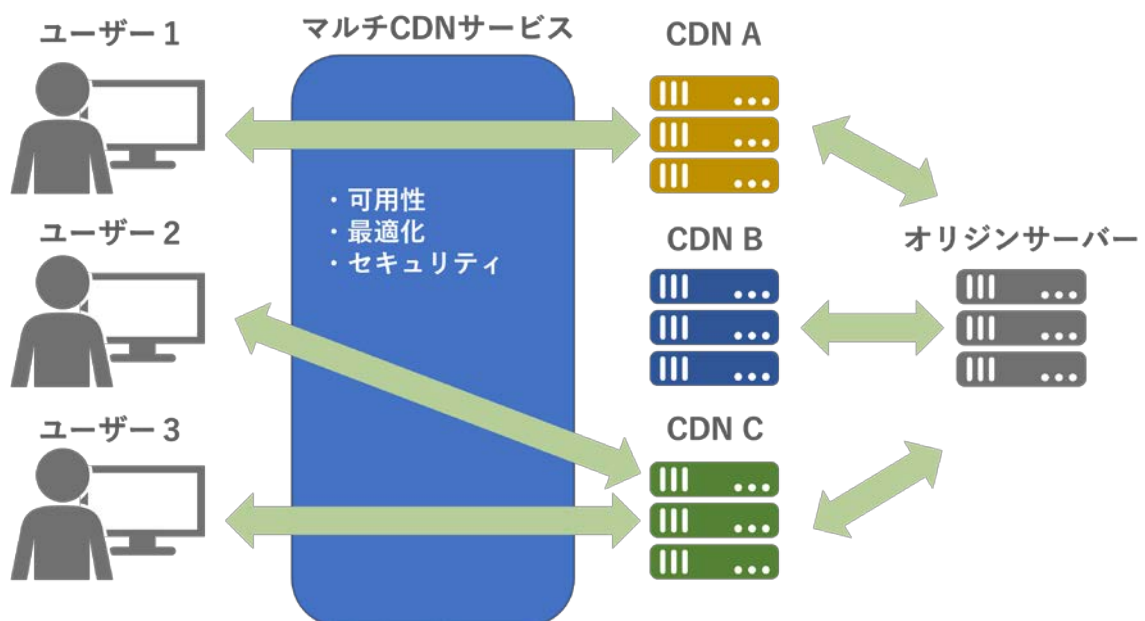 ユーザー 1
マルチCDNサービス
CDN A
・可用性
・最適化
・セキュリティ
ユーザー 2
CDN B
オリジンサーバー
ユーザー 3
CDN C